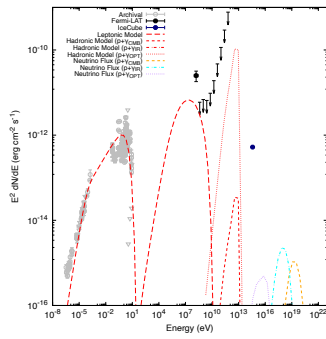 Archival
Fermi-LAT
IceCube
Leptonic Model
Hadronic Model (p+γCMB)
Hadronic Model (p+γIR)
Hadronic Model (p+γOPT)
Neutrino Flux (p+γCMB)
Neutrino Flux (p+γIR)
Neutrino Flux (p+γOPT)
E² dN/dE (erg cm⁻² s⁻¹)
10⁻¹⁰
10⁻¹²
10⁻¹⁴
10⁻¹⁶
10⁻⁸ 10⁻⁵ 10⁻² 10¹ 10⁴ 10⁷ 10¹⁰ 10¹³ 10¹⁶ 10¹⁹ 10²²
Energy (eV)